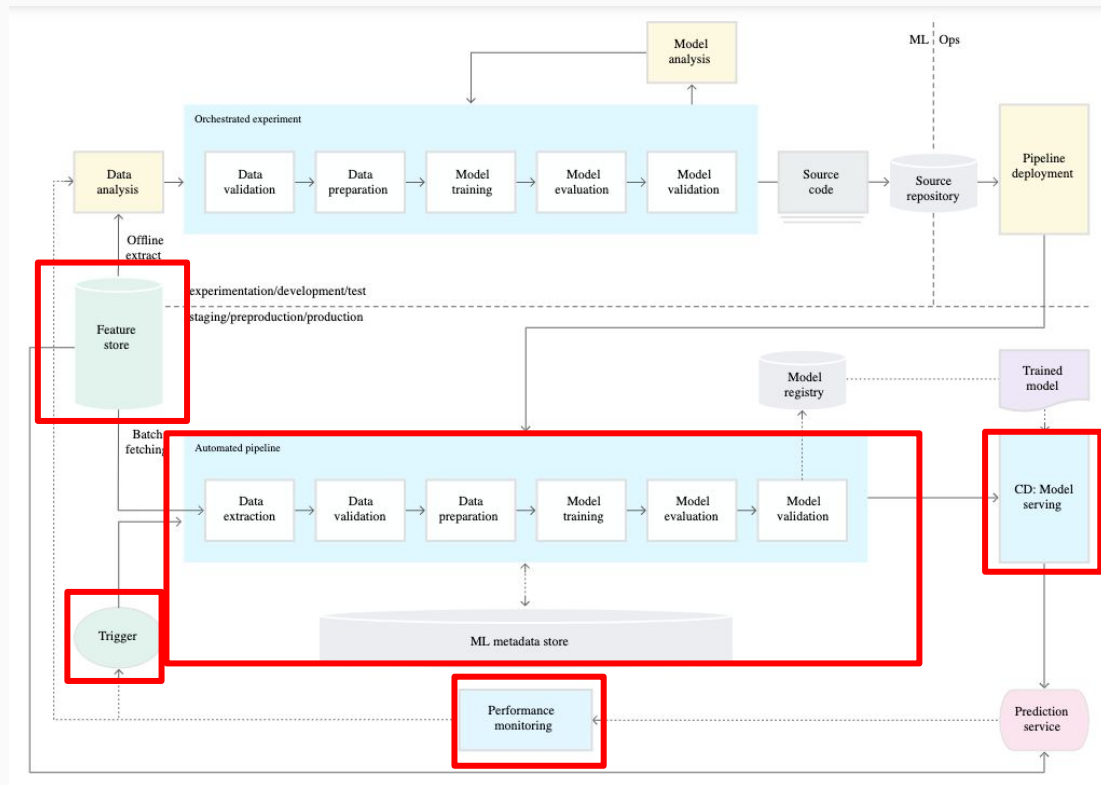 Model
analysis
ML
Ops
Orchestrated experiment
Data
analysis
Data
validation
Data
preparation
Model
training
Model
evaluation
Model
validation
Source
code
Source
repository
Pipeline
deployment
Offline
extract
experimentation/development/test
staging/preproduction/production
Feature
store
Model
registry
Trained
model
Batch
fetching
Automated pipeline
Data
extraction
Data
validation
Data
preparation
Model
training
Model
evaluation
Model
validation
CD: Model
serving
Trigger
ML metadata store
Performance
monitoring
Prediction
service